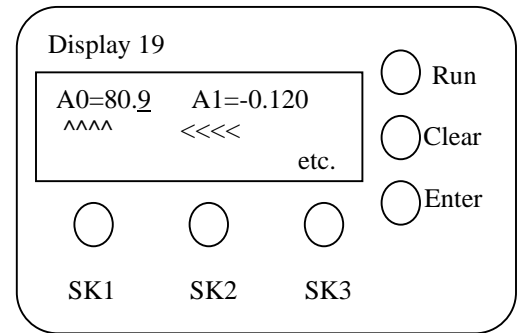 Display 19
A0=80.9 A1=-0.120
^^^^ <<<<
etc.
Run
Clear
Enter
SK1 SK2 SK3